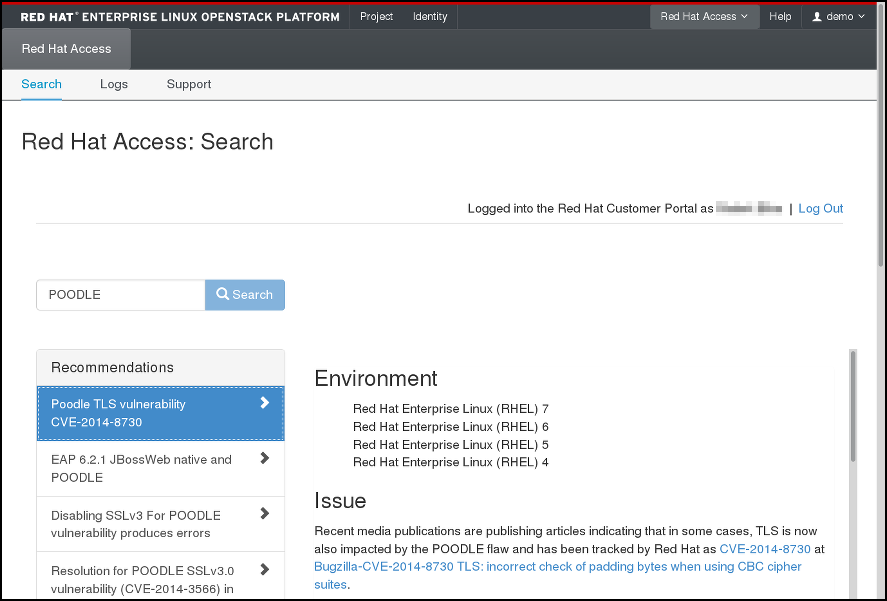 RED HAT ENTERPRISE LINUX OPENSTACK PLATFORM Project Identity Red Hat Access Help demo
Red Hat Access
Search Logs Support
Red Hat Access: Search
Logged into the Red Hat Customer Portal as | Log Out
POODLE Search
Recommendations
Poodle TLS vulnerability
CVE-2014-8730
EAP 6.2.1 JBossWeb native and
POODLE
Disabling SSLv3 For POODLE
vulnerability produces errors
Resolution for POODLE SSLv3.0
vulnerability (CVE-2014-3566) in
Environment
Red Hat Enterprise Linux (RHEL) 7
Red Hat Enterprise Linux (RHEL) 6
Red Hat Enterprise Linux (RHEL) 5
Red Hat Enterprise Linux (RHEL) 4
Issue
Recent media publications are publishing articles indicating that in some cases, TLS is now
also impacted by the POODLE flaw and has been tracked by Red Hat as CVE-2014-8730 at
Bugzilla-CVE-2014-8730 TLS: incorrect check of padding bytes when using CBC cipher
suites.